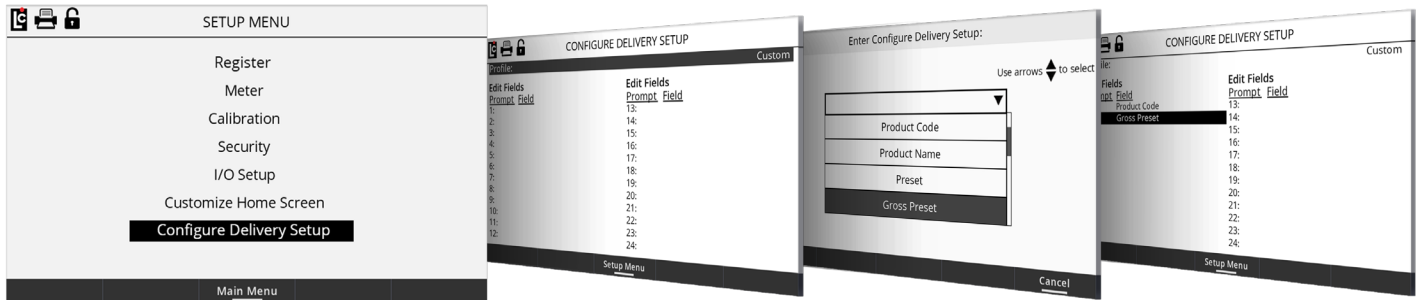 LC
SETUP MENU
Register
Meter
Calibration
Security
I/O Setup
Customize Home Screen
Configure Delivery Setup
Main Menu
CONFIGURE DELIVERY SETUP
Profile: Custom
Edit Fields
Prompt Field
1:
2:
3:
4:
5:
6:
7:
8:
9:
10:
11:
12:
Edit Fields
Prompt Field
13:
14:
15:
16:
17:
18:
19:
20:
21:
22:
23:
24:
Setup Menu
Enter Configure Delivery Setup:
Use arrows to select
Product Code
Product Name
Preset
Gross Preset
Cancel
CONFIGURE DELIVERY SETUP
ile: Custom
Fields
mpt Field
Product Code
Gross Preset
Edit Fields
Prompt Field
13:
14:
15:
16:
17:
18:
19:
20:
21:
22:
23:
24:
Setup Menu